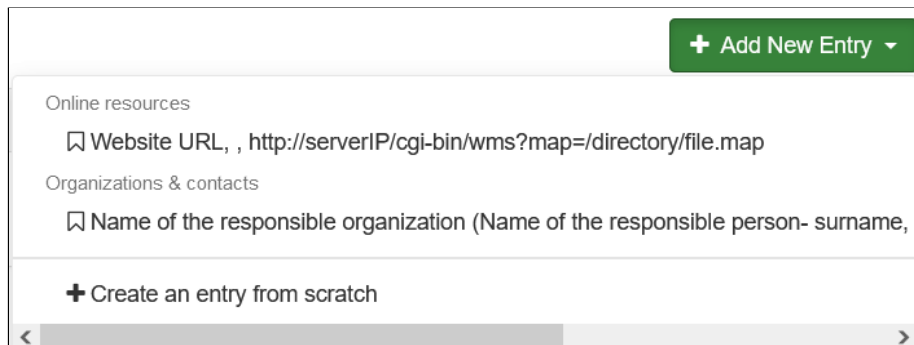 Add New Entry
Online resources
Website URL, , http://serverIP/cgi-bin/wms?map=/directory/file.map
Organizations & contacts
Name of the responsible organization (Name of the responsible person- surname,
Create an entry from scratch